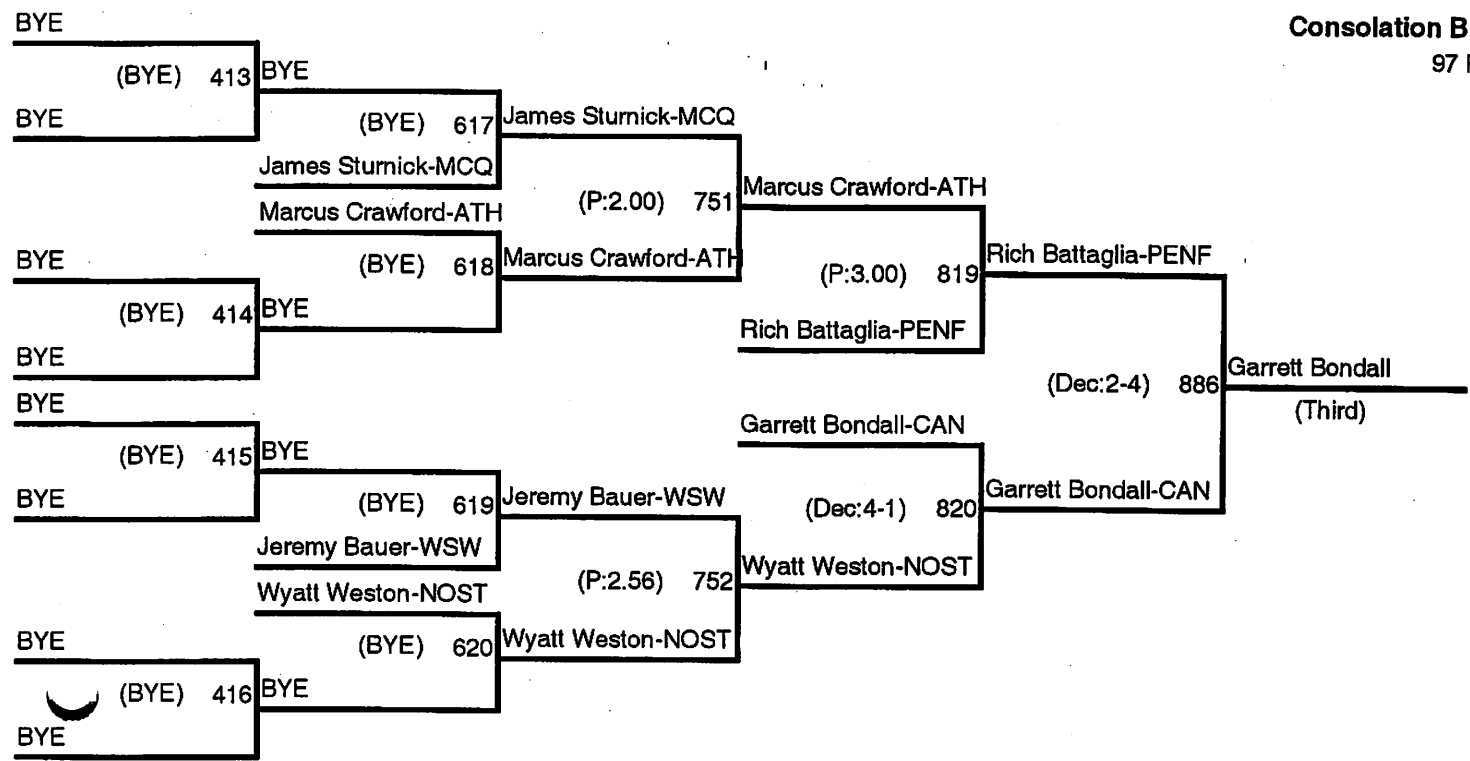 Consolation B
97
BYE
(BYE) 413
BYE
BYE
(BYE) 617
James Sturnick-MCQ
James Sturnick-MCQ
(P:2.00) 751
Marcus Crawford-ATH
(BYE) 618
Marcus Crawford-ATH
BYE
(BYE) 414
BYE
BYE
Marcus Crawford-ATH
(P:3.00) 819
Rich Battaglia-PENF
Rich Battaglia-PENF
(Dec:2-4) 886
Garrett Bondall
(Third)
BYE
(BYE) 415
BYE
BYE
(BYE) 619
Jeremy Bauer-WSW
Jeremy Bauer-WSW
(P:2.56) 752
Wyatt Weston-NOST
(BYE) 620
Wyatt Weston-NOST
BYE
(BYE) 416
BYE
BYE
Garrett Bondall-CAN
(Dec:4-1) 820
Wyatt Weston-NOST
Garrett Bondall-CAN